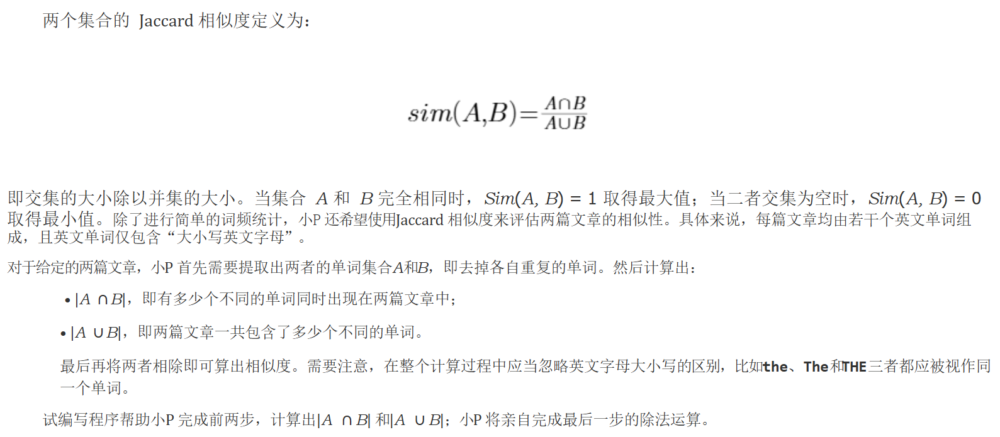 两个集合的 Jaccard 相似度定义为：
sim(A,B)=A∩B/A∪B
即交集的大小除以并集的大小。当集合 A 和 B 完全相同时，Sim(A, B) = 1 取得最大值；当二者交集为空时，Sim(A, B) = 0
取得最小值。除了进行简单的词频统计，小P 还希望使用Jaccard 相似度来评估两篇文章的相似性。具体来说，每篇文章均由若干个英文单词组
成，且英文单词仅包含“大小写英文字母”。
对于给定的两篇文章，小P 首先需要提取出两者的单词集合A和B，即去掉各自重复的单词。然后计算出：
• |A ∩ B|，即有多少个不同的单词同时出现在两篇文章中；
• |A ∪ B|，即两篇文章一共包含了多少个不同的单词。
最后再将两者相除即可算出相似度。需要注意，在整个计算过程中应当忽略英文字母大小写的区别，比如the、The和THE三者都应被视作同
一个单词。
试编写程序帮助小P 完成前两步，计算出|A ∩ B| 和|A ∪ B|；小P 将亲自完成最后一步的除法运算。